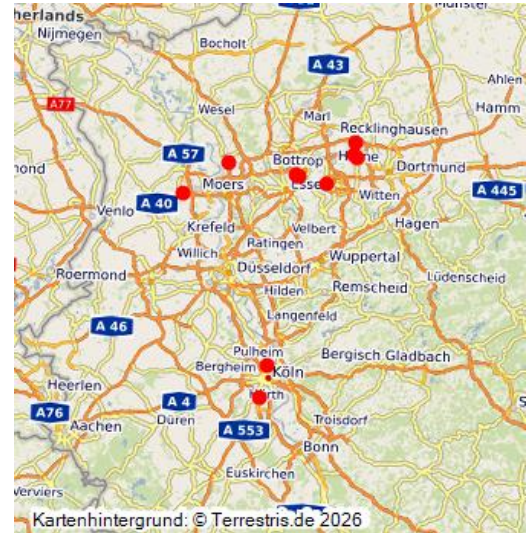 Münster
herlands
Nijmegen
Bocholt
A 43
Ahlen
A77
Wesel
Marl
Hamm
Recklinghausen
A 57
Bottrop
Dortmund
Moers
A 445
mond
Venlo
A 40
Witten
Krefeld
Velbert
Hagen
Ratingen
Willich
Wuppertal
Düsseldorf
Roermond
Lüdenscheid
Hilden
Remscheid
Langenfeld
A 46
Pulheim
Bergisch Gladbach
Bergheim
Köln
Heerlen
A 4
Hürth
A76
Düren
Troisdorf
Aachen
A 553
Bonn
Euskirchen
Verviers
Kartenhintergrund: © Terrestris.de 2026